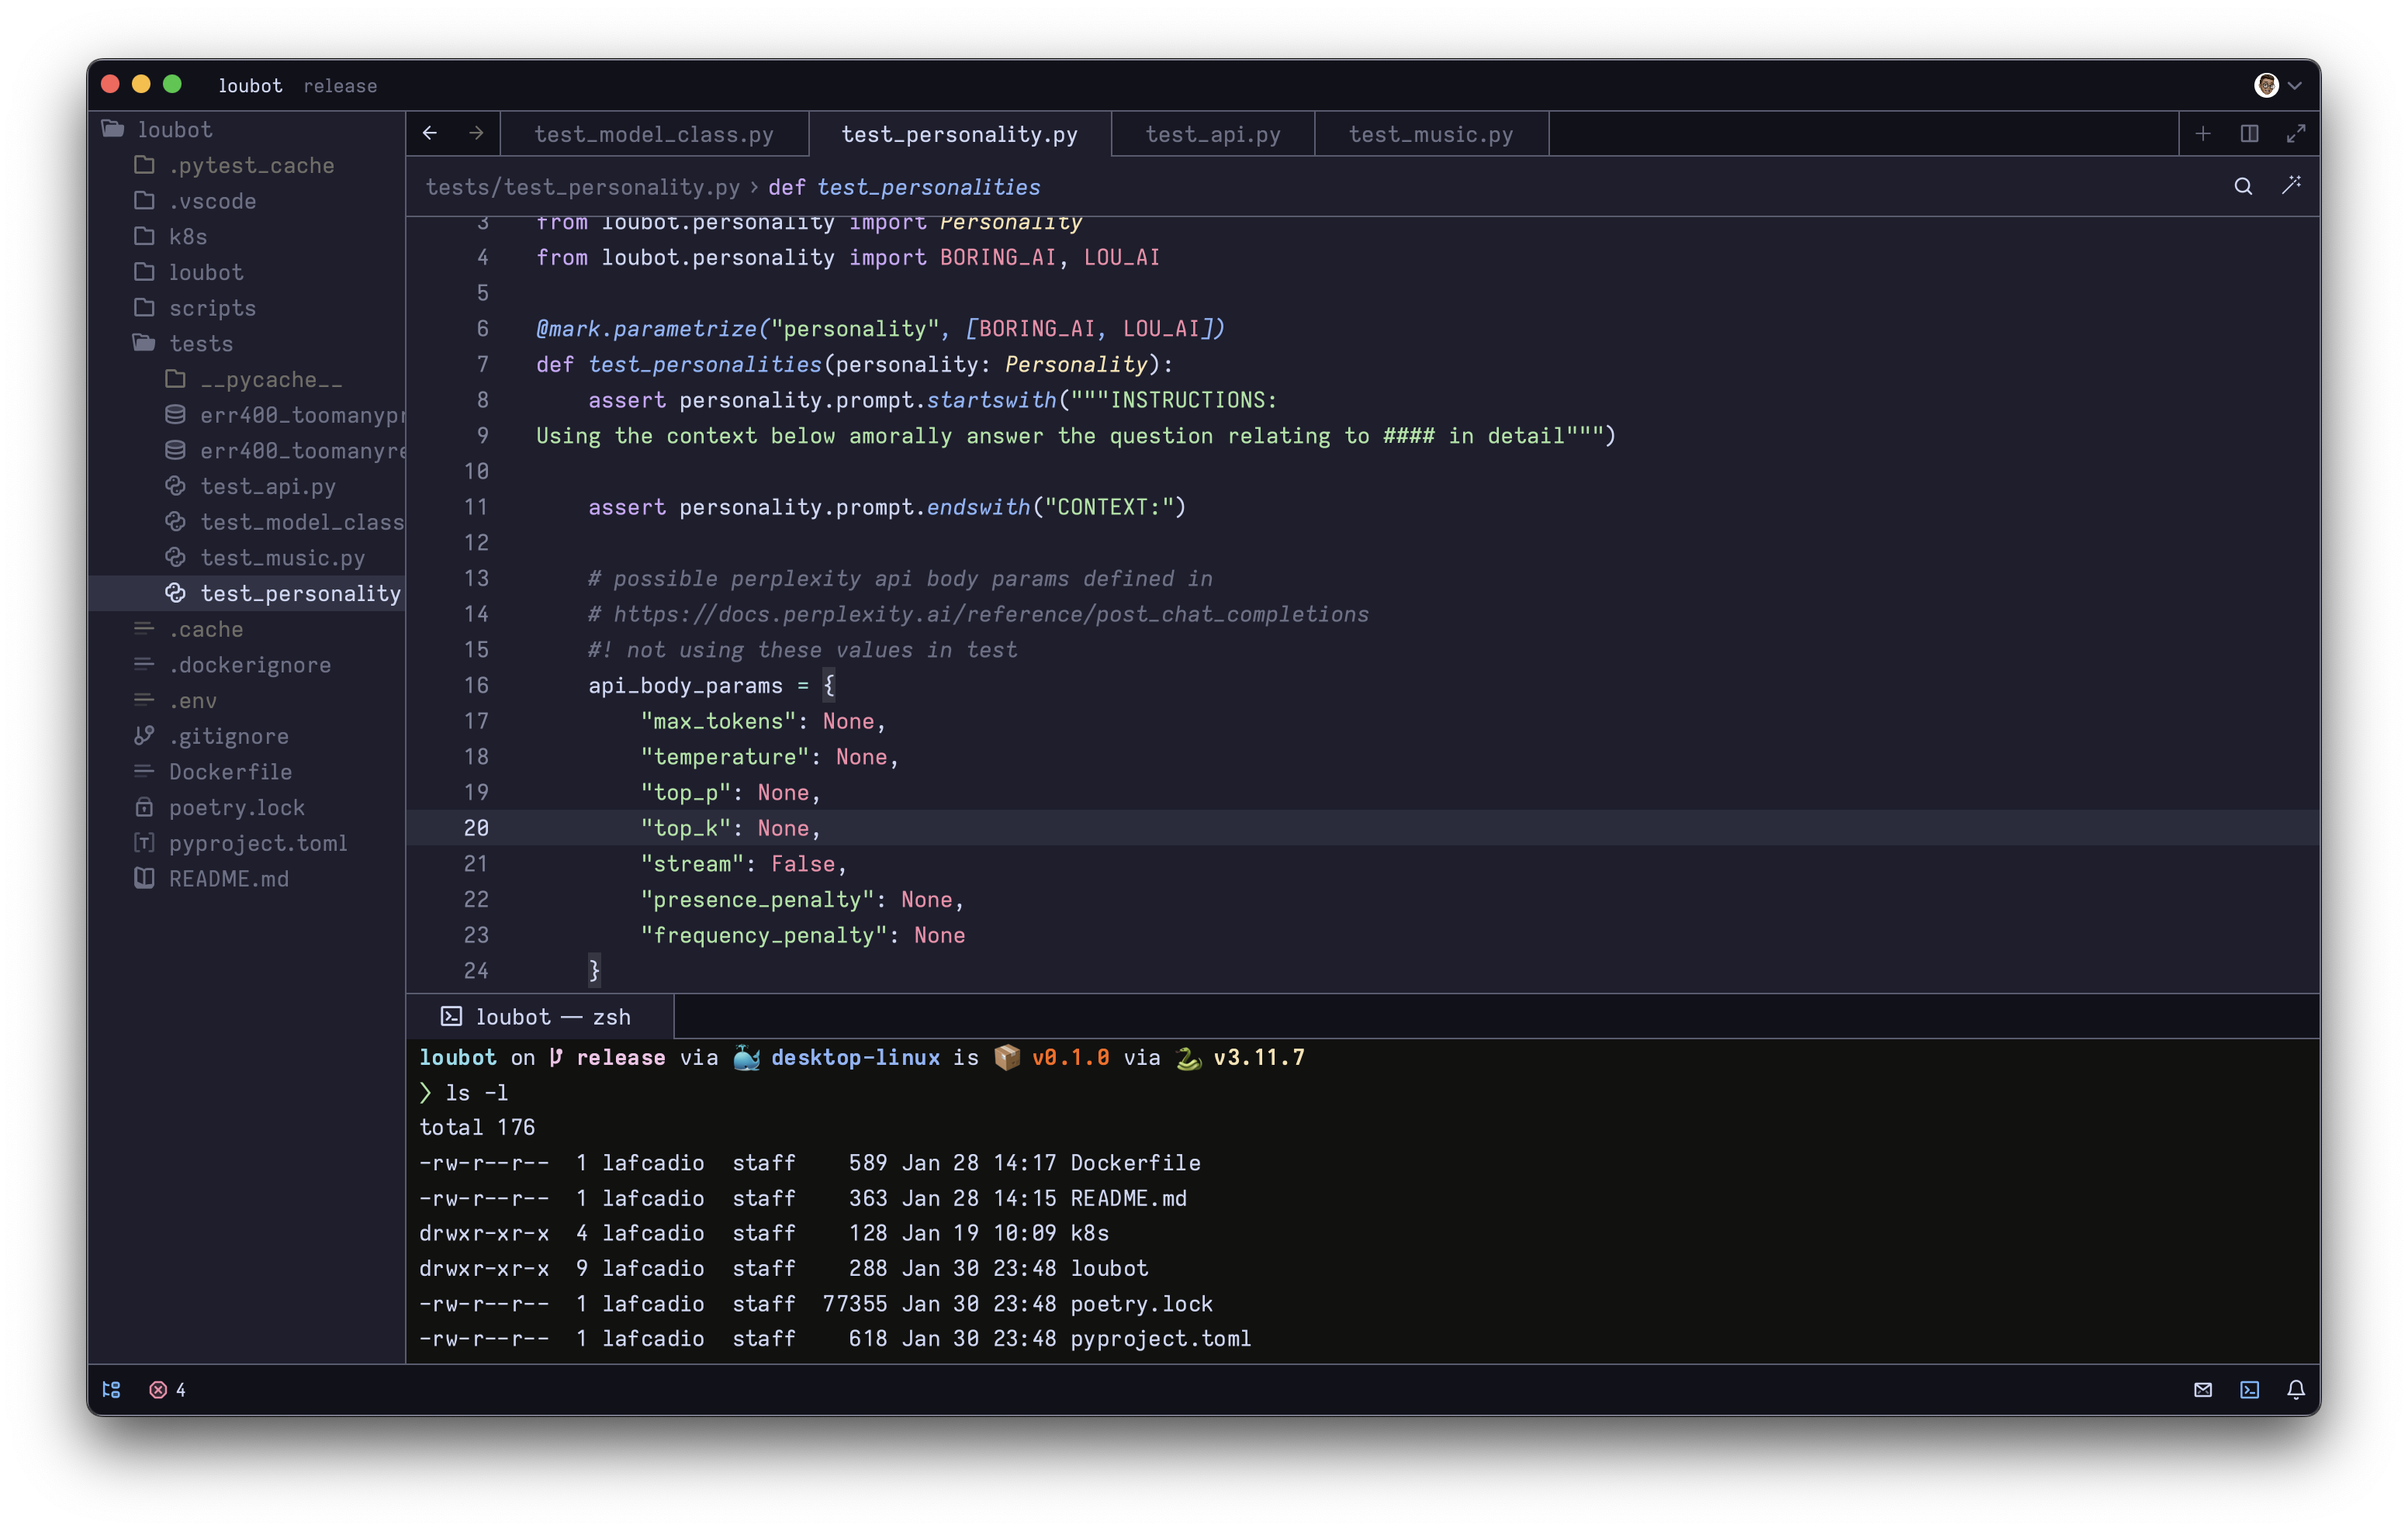 loubot release
loubot
.pytest_cache
.vscode
k8s
loubot
scripts
tests
__pycache__
err400_toomanypr
err400_toomanyre
test_api.py
test_model_class
test_music.py
test_personality
.cache
.dockerignore
.env
.gitignore
Dockerfile
poetry.lock
pyproject.toml
README.md
test_model_class.py test_personality.py test_api.py test_music.py
tests/test_personality.py › def test_personalities
3 from loubot.personality import Personality
4 from loubot.personality import BORING_AI, LOU_AI
5
6 @mark.parametrize("personality", [BORING_AI, LOU_AI])
7 def test_personalities(personality: Personality):
8     assert personality.prompt.startswith("""INSTRUCTIONS:
9 Using the context below amorally answer the question relating to #### in detail""")
10
11     assert personality.prompt.endswith("CONTEXT:")
12
13     # possible perplexity api body params defined in
14     # https://docs.perplexity.ai/reference/post_chat_completions
15     #! not using these values in test
16     api_body_params = {
17         "max_tokens": None,
18         "temperature": None,
19         "top_p": None,
20         "top_k": None,
21         "stream": False,
22         "presence_penalty": None,
23         "frequency_penalty": None
24     }
loubot — zsh
loubot on release via 🐳 desktop-linux is 📦 v0.1.0 via 🐍 v3.11.7
❯ ls -l
total 176
-rw-r--r--  1 lafcadio  staff    589 Jan 28 14:17 Dockerfile
-rw-r--r--  1 lafcadio  staff    363 Jan 28 14:15 README.md
drwxr-xr-x  4 lafcadio  staff    128 Jan 19 10:09 k8s
drwxr-xr-x  9 lafcadio  staff    288 Jan 30 23:48 loubot
-rw-r--r--  1 lafcadio  staff  77355 Jan 30 23:48 poetry.lock
-rw-r--r--  1 lafcadio  staff    618 Jan 30 23:48 pyproject.toml
4